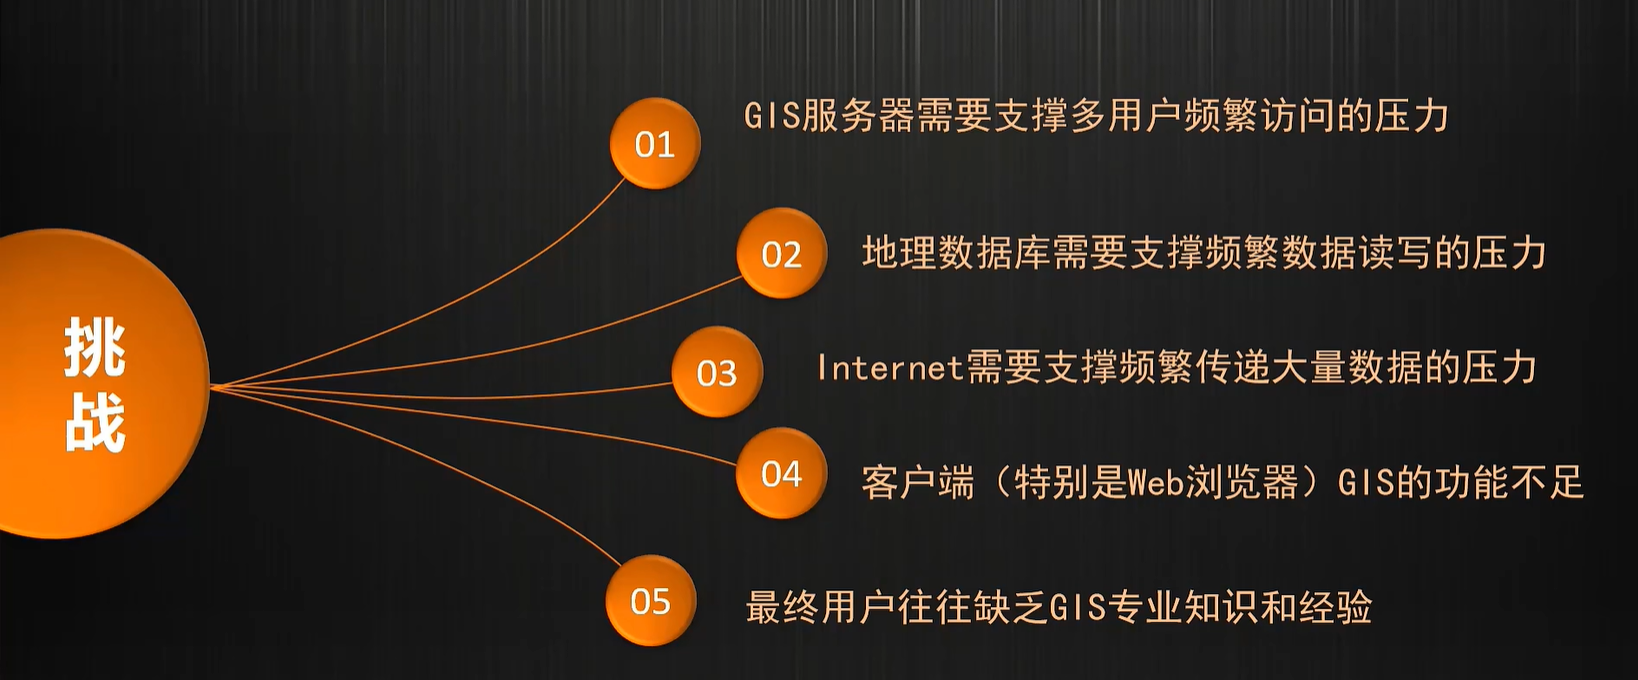 挑
战
01
GIS服务器需要支撑多用户频繁访问的压力
02
地理数据库需要支撑频繁数据读写的压力
03
Internet需要支撑频繁传递大量数据的压力
04
客户端（特别是Web浏览器）GIS的功能不足
05
最终用户往往缺乏GIS专业知识和经验